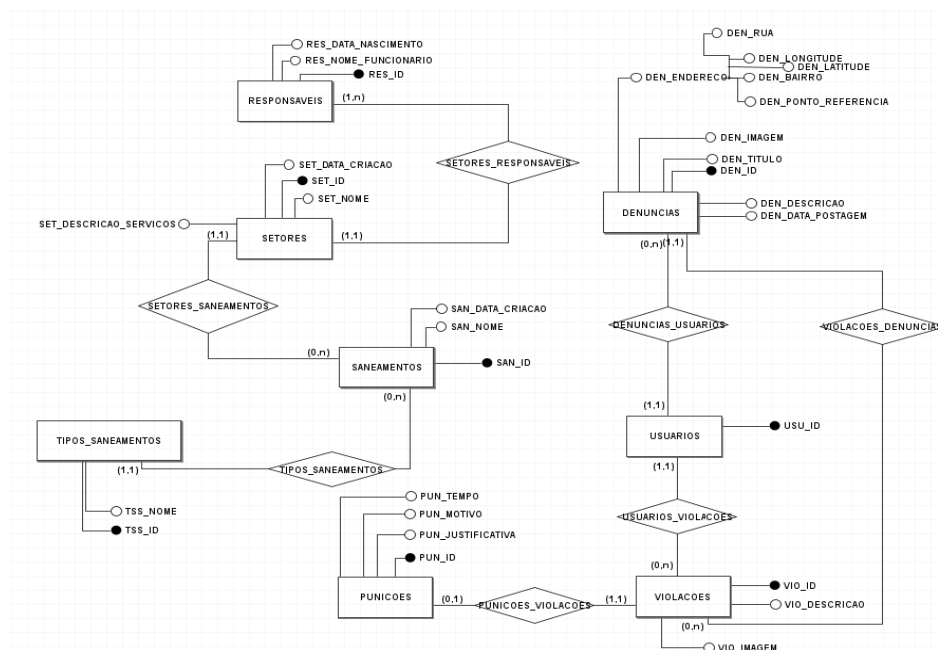 DEN_RUA
RES_DATA_NASCIMENTO
DEN_LONGITUDE
RES_NOME_FUNCIONARIO
DEN_LATITUDE
RES_ID
DEN_ENDERECO
DEN_BAIRRO
RESPONSAVEIS
(1,n)
DEN_PONTO_REFERENCIA
DEN_IMAGEM
SETORES_RESPONSAVEIS
DEN_TITULO
SET_DATA_CRIACAO
DEN_ID
SET_ID
SET_NOME
DEN_DESCRICAO
DENUNCIAS
DEN_DATA_POSTAGEM
SET_DESCRICAO_SERVICOS
(1,1)
SETORES
(1,1)
(0,n)
(1,1)
SETORES_SANEAMENTOS
SAN_DATA_CRIACAO
SAN_NOME
DENUNCIAS_USUARIOS
VIOLACOES_DENUNCIAS
(0,n)
SANEAMENTOS
SAN_ID
(0,n)
(1,1)
USU_ID
TIPOS_SANEAMENTOS
USUARIOS
(1,1)
TIPOS_SANEAMENTOS
(1,1)
PUN_TEMPO
TSS_NOME
PUN_MOTIVO
USUARIOS_VIOLACOES
TSS_ID
PUN_JUSTIFICATIVA
PUN_ID
(0,n)
VIO_ID
PUNICOES
(0,1)
PUNICOES_VIOLACOES
(1,1)
VIOLACOES
VIO_DESCRICAO
(0,n)
VIO_IMAGEM